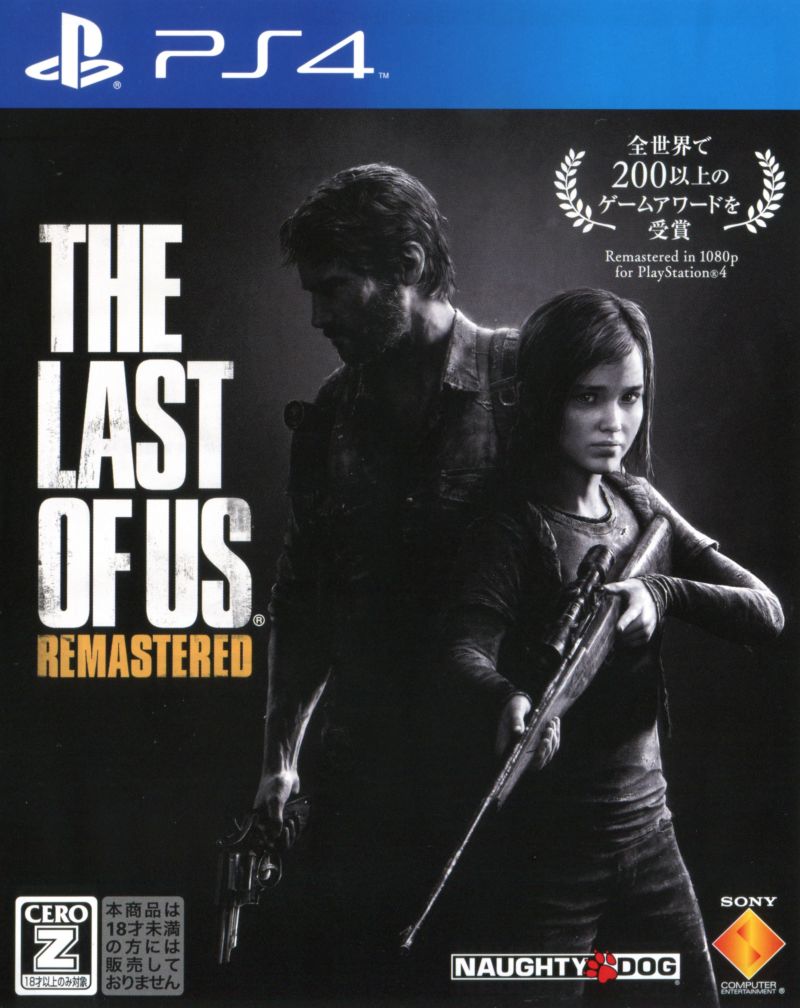 PS4™
全世界で
200以上の
ゲームアワードを
受賞
Remastered in 1080p
for PlayStation®4
THE
LAST
OF US®
REMASTERED
CERO
Z
18才以上のみ対象
本商品は
18才未満
の方には
販売して
おりません
NAUGHTY DOG
SONY
COMPUTER
ENTERTAINMENT®